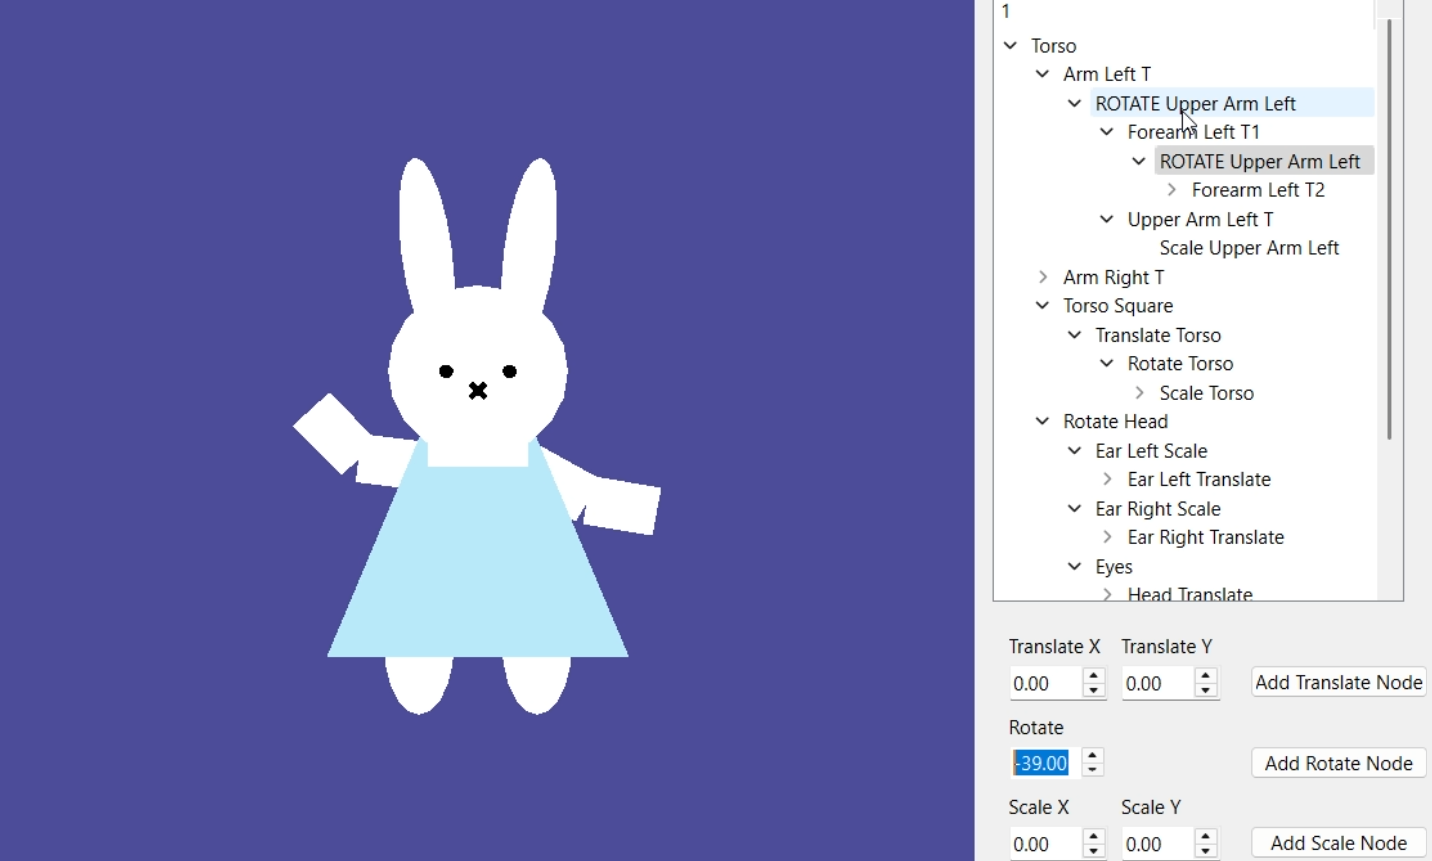 1
Torso
Arm Left T
ROTATE Upper Arm Left
Forearm Left T1
ROTATE Upper Arm Left
Forearm Left T2
Upper Arm Left T
Scale Upper Arm Left
Arm Right T
Torso Square
Translate Torso
Rotate Torso
Scale Torso
Rotate Head
Ear Left Scale
Ear Left Translate
Ear Right Scale
Ear Right Translate
Eyes
Head Translate
Translate X Translate Y
0.00 0.00 Add Translate Node
Rotate
-39.00 Add Rotate Node
Scale X Scale Y
0.00 0.00 Add Scale Node